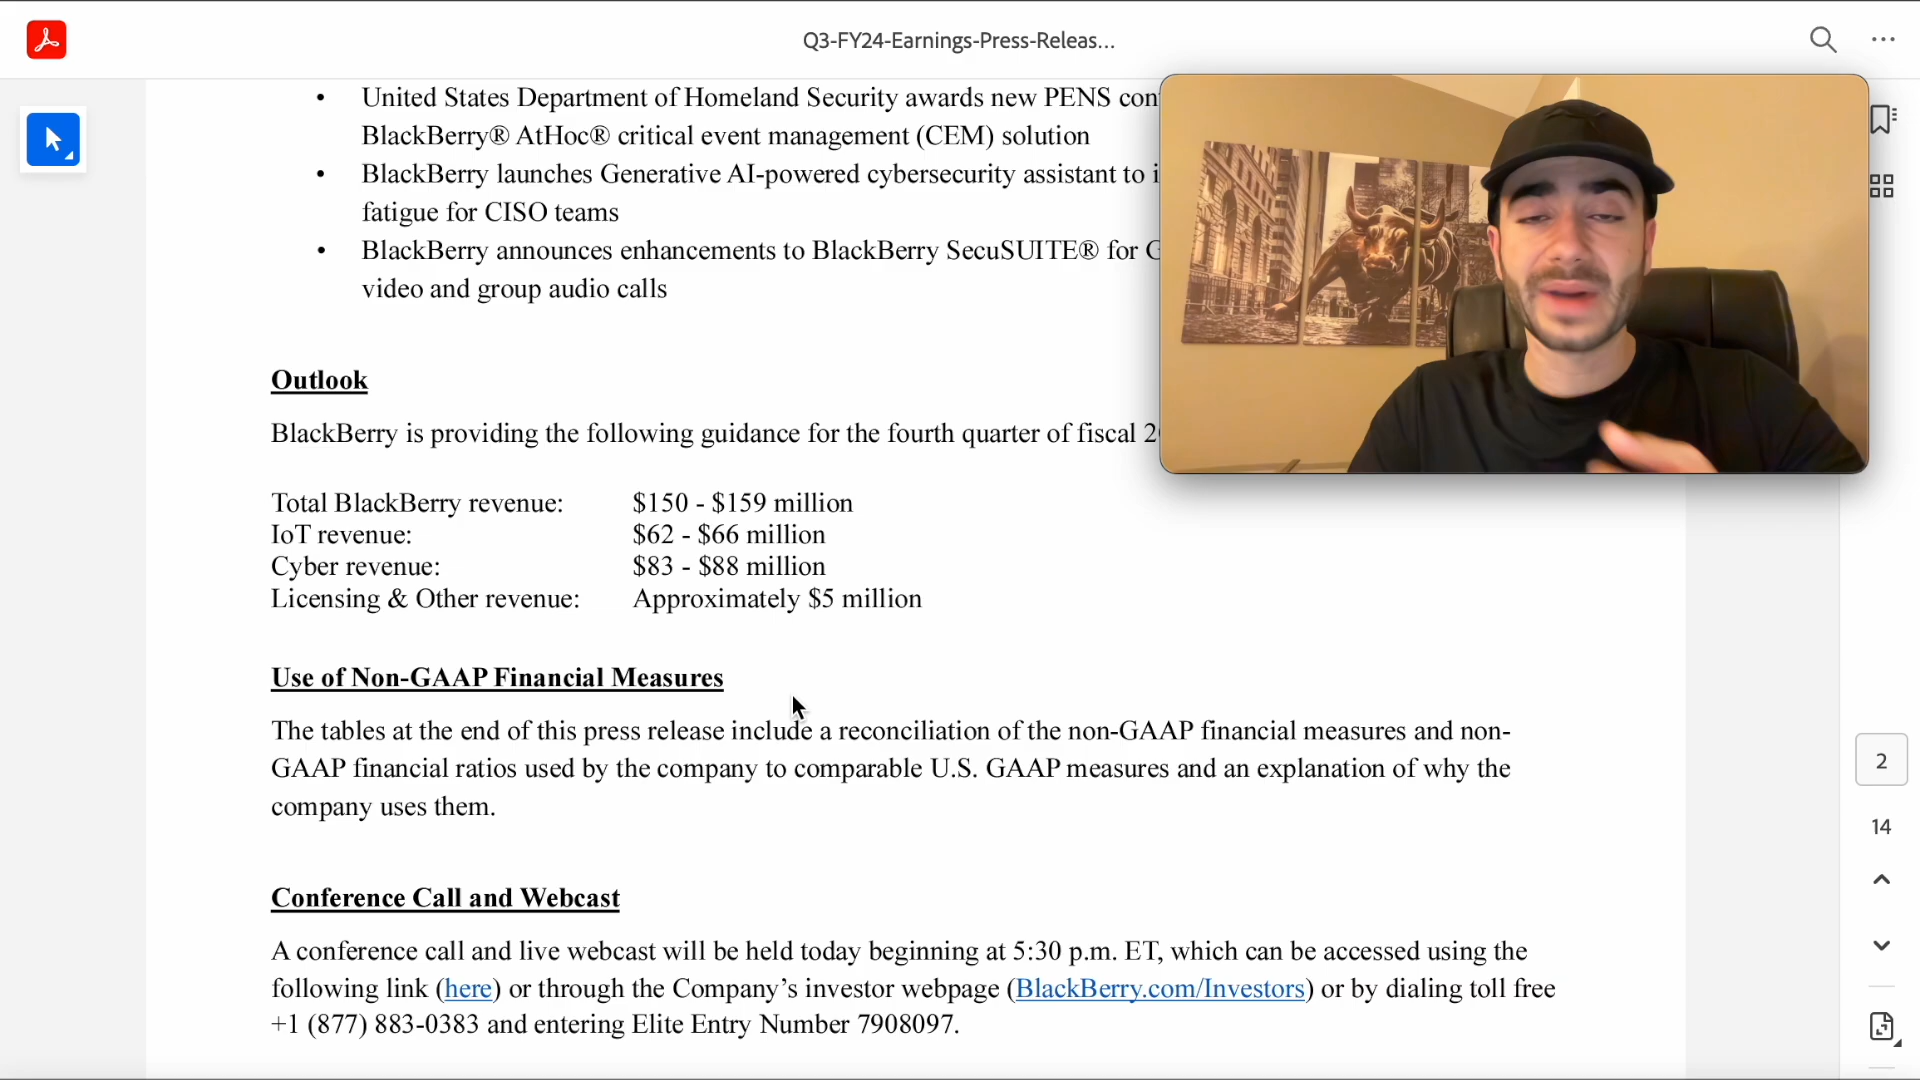 Q3-FY24-Earnings-Press-Releas...
• United States Department of Homeland Security awards new PENS
BlackBerry® AtHoc® critical event management (CEM) solution
• BlackBerry launches Generative AI-powered cybersecurity assistant to
fatigue for CISO teams
• BlackBerry announces enhancements to BlackBerry SecuSUITE® for
video and group audio calls
Outlook
BlackBerry is providing the following guidance for the fourth quarter of fiscal
Total BlackBerry revenue: $150 - $159 million
IoT revenue: $62 - $66 million
Cyber revenue: $83 - $88 million
Licensing & Other revenue: Approximately $5 million
Use of Non-GAAP Financial Measures
The tables at the end of this press release include a reconciliation of the non-GAAP financial measures and non-
GAAP financial ratios used by the company to comparable U.S. GAAP measures and an explanation of why the
company uses them.
2
14
Conference Call and Webcast
A conference call and live webcast will be held today beginning at 5:30 p.m. ET, which can be accessed using the
following link (here) or through the Company's investor webpage (BlackBerry.com/Investors) or by dialing toll free
+1 (877) 883-0383 and entering Elite Entry Number 7908097.